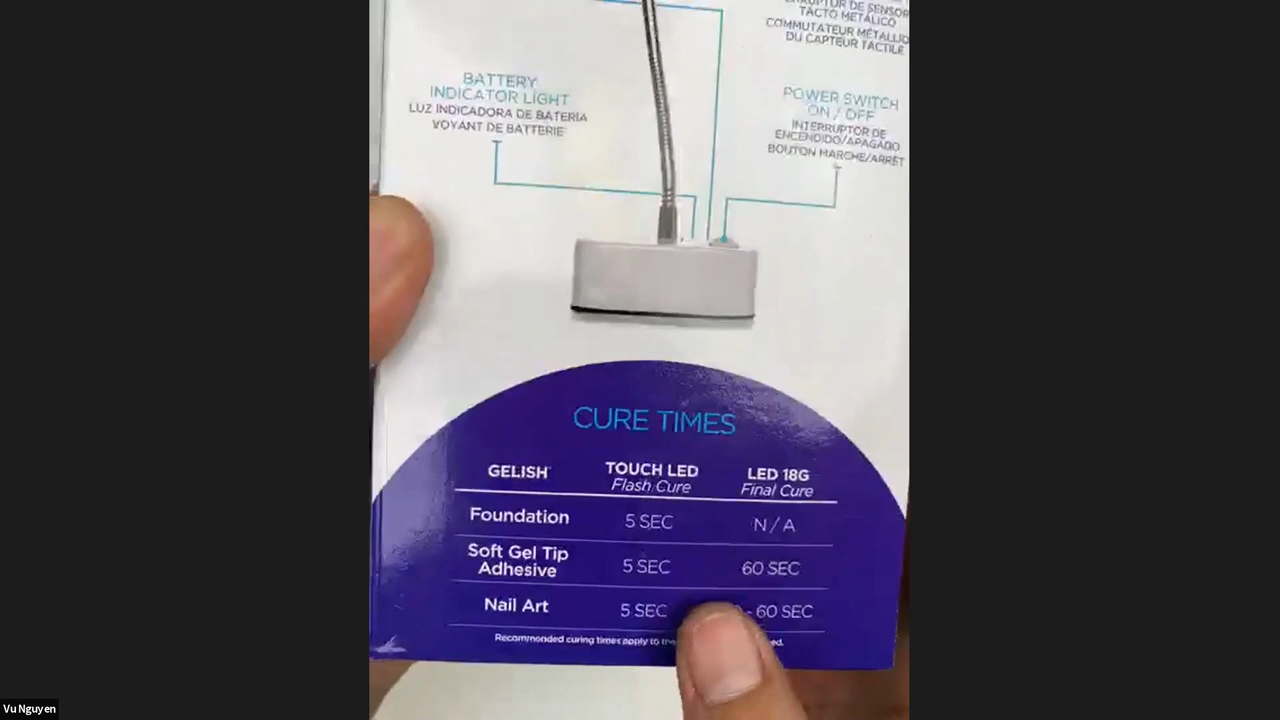 TACTO METÁLICO
COMMUTATEUR MÉTALLIQ
DU CAPTEUR TACTILE
BATTERY
INDICATOR LIGHT
LUZ INDICADORA DE BATERIA
VOYANT DE BATTERIE
POWER SWITCH
ON / OFF
INTERRUPTOR DE
ENCENDIDO/APAGADO
BOUTON MARCHE/ARRÊT
CURE TIMES
GELISH TOUCH LED LED 18G
Flash Cure Final Cure
Foundation 5 SEC N / A
Soft Gel Tip
Adhesive 5 SEC 60 SEC
Nail Art 5 SEC - 60 SEC
Recommended curing times apply to the
Vu Nguyen